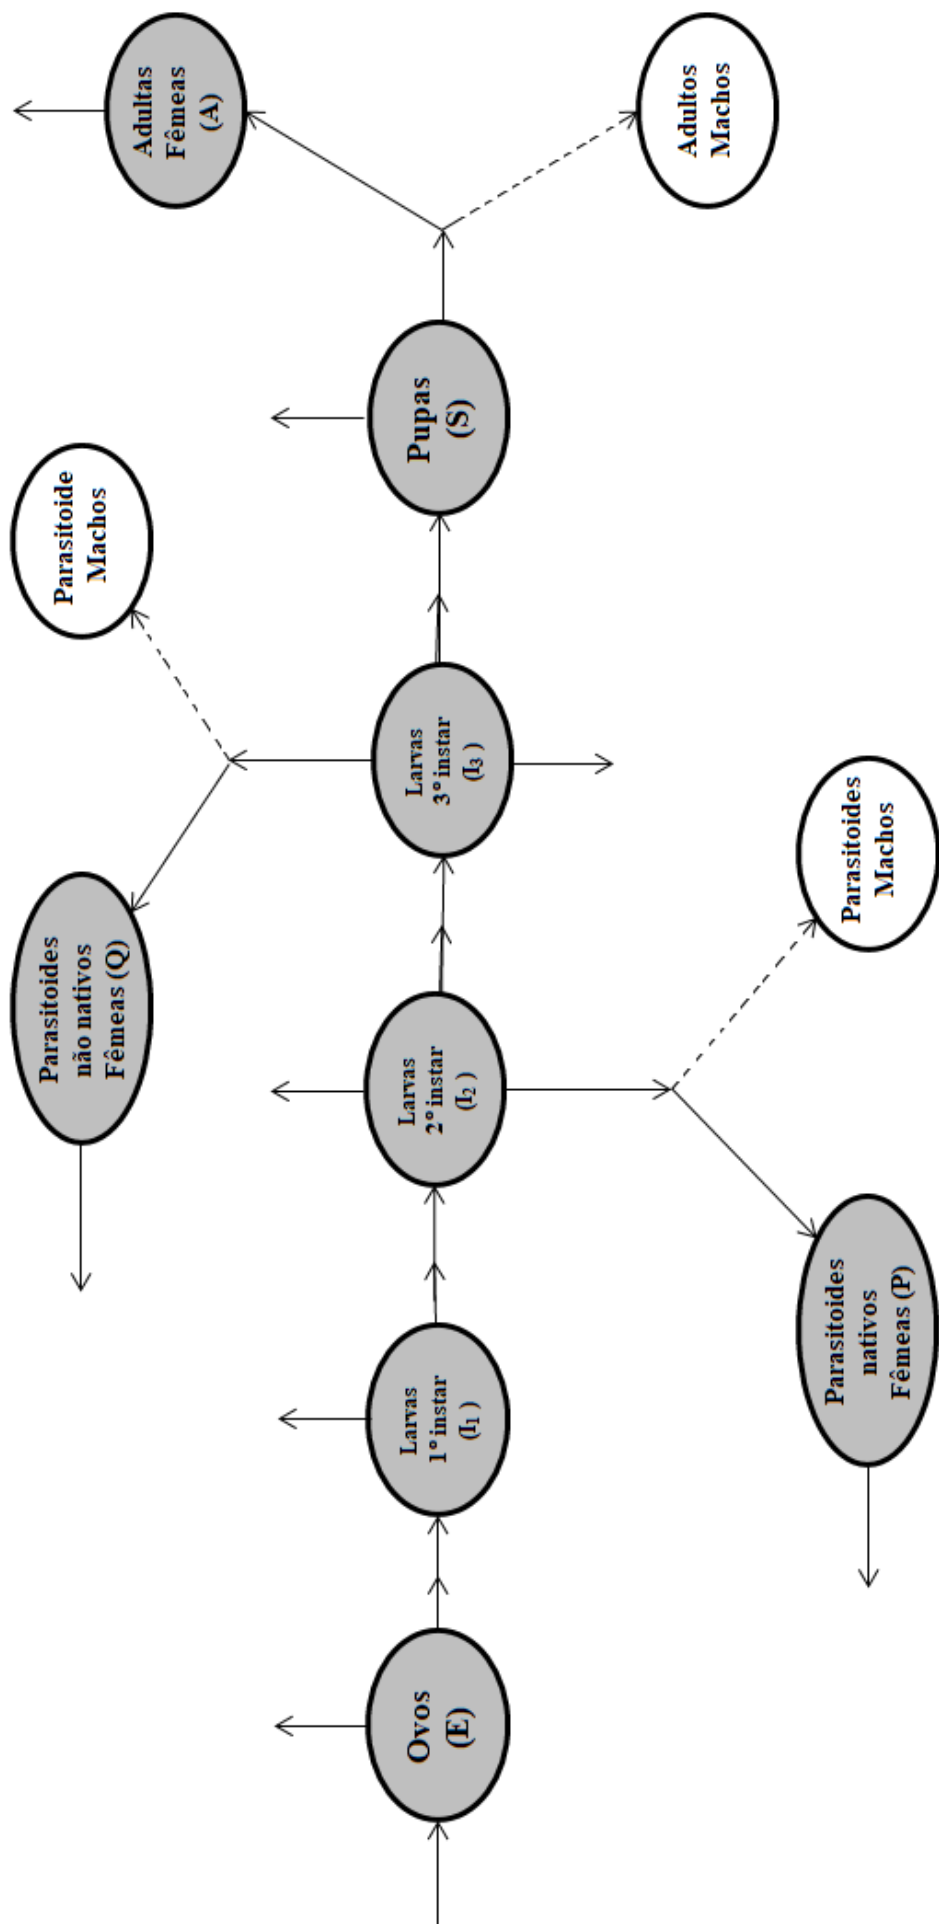 Ovos
(E)
Larvas
1º instar
(I₁)
Larvas
2º instar
(I₂)
Larvas
3º instar
(I₃)
Pupas
(S)
Adultas
Fêmeas
(A)
Adultos
Machos
Parasitoides
não nativos
Fêmeas (Q)
Parasitoide
Machos
Parasitoides
nativos
Fêmeas (P)
Parasitoides
Machos